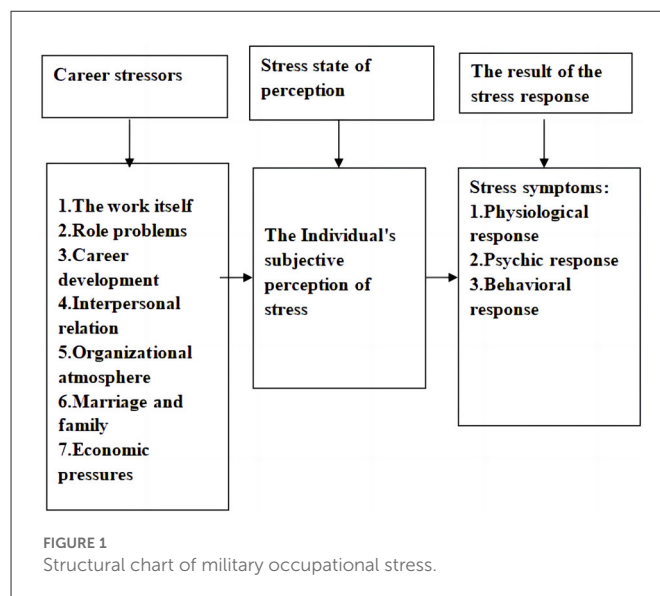 Career stressors
Stress state of
perception
The result of the
stress response
1.The work itself
2.Role problems
3.Career
development
4.Interpersonal
relation
5.Organizational
atmosphere
6.Marriage and
family
7.Economic
pressures
The Individual's
subjective
perception of
stress
Stress symptoms:
1.Physiological
response
2.Psychic response
3.Behavioral
response
FIGURE 1
Structural chart of military occupational stress.